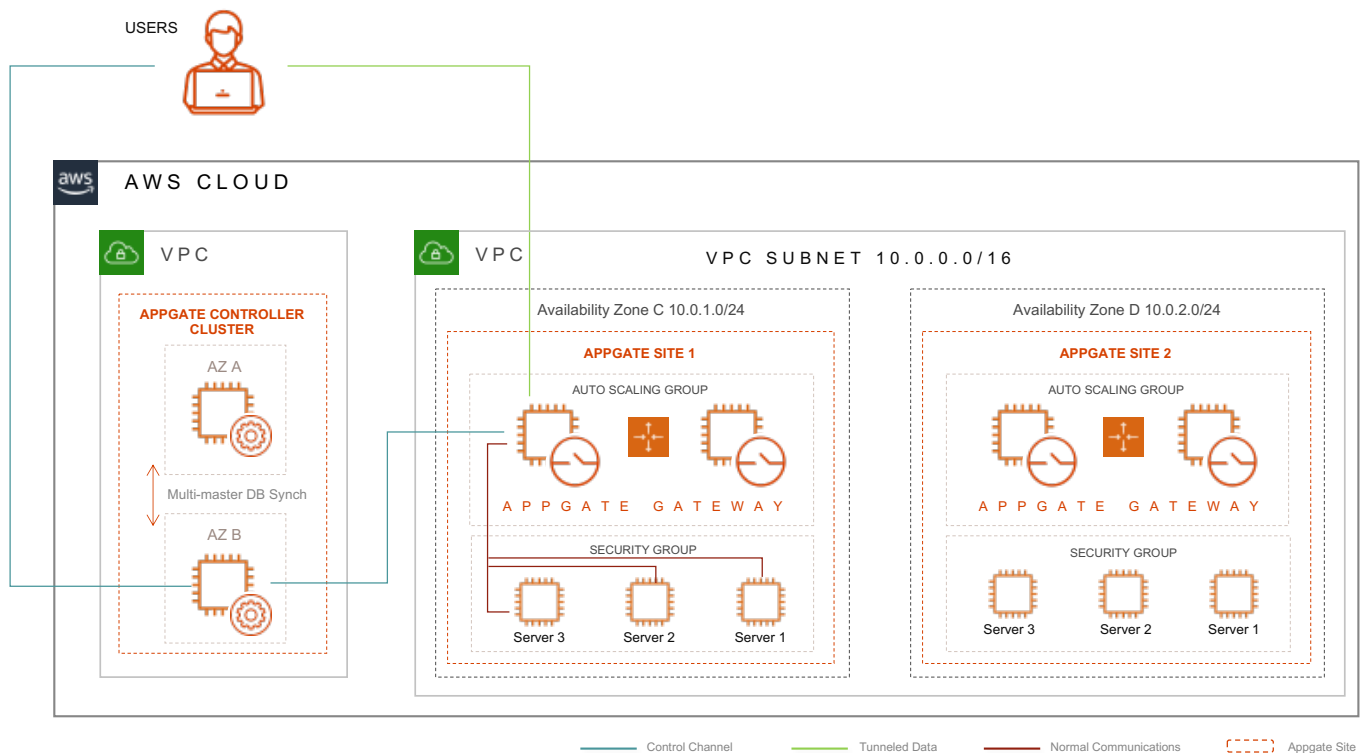 USERS
aws
AWS CLOUD
VPC
APPGATE CONTROLLER
CLUSTER
AZ A
Multi-master DB Synch
AZ B
VPC
VPC SUBNET 10.0.0.0/16
Availability Zone C 10.0.1.0/24
APPGATE SITE 1
AUTO SCALING GROUP
APPGATE GATEWAY
SECURITY GROUP
Server 3
Server 2
Server 1
Availability Zone D 10.0.2.0/24
APPGATE SITE 2
AUTO SCALING GROUP
APPGATE GATEWAY
SECURITY GROUP
Server 3
Server 2
Server 1
Control Channel
Tunneled Data
Normal Communications
Appgate Site